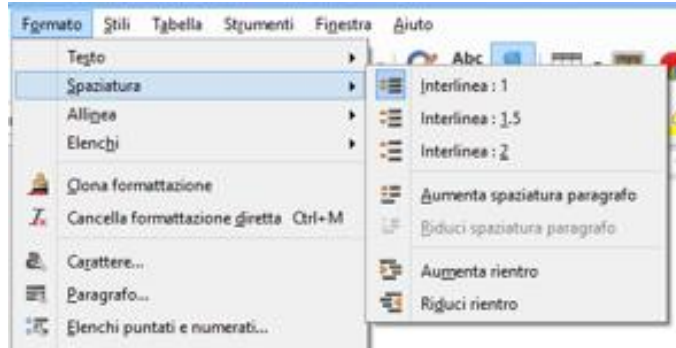 Formato Stili Tabella Strumenti Finestra Aiuto
Testo
Abc
Spaziatura
Allinea
Elenchi
Clona formattazione
Cancella formattazione diretta Ctrl+M
Carattere...
Paragrafo...
Elenchi puntati e numerati...
Interlinea : 1
Interlinea : 1.5
Interlinea : 2
Aumenta spaziatura paragrafo
Riduci spaziatura paragrafo
Aumenta rientro
Riduci rientro